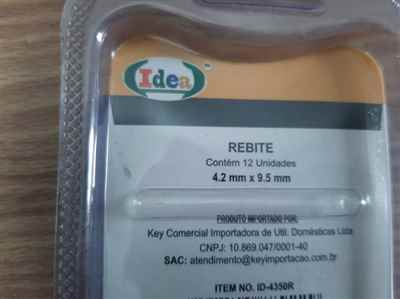 Idea
REBITE
Contém 12 Unidades
4.2 mm x 9.5 mm
PRODUTO IMPORTADO POR:
Key Comercial Importadora de Util. Domésticas Ltda
CNPJ: 10.869.047/0001-40
SAC: atendimento@keyimportacao.com.br
ITEM NO. ID-4350R